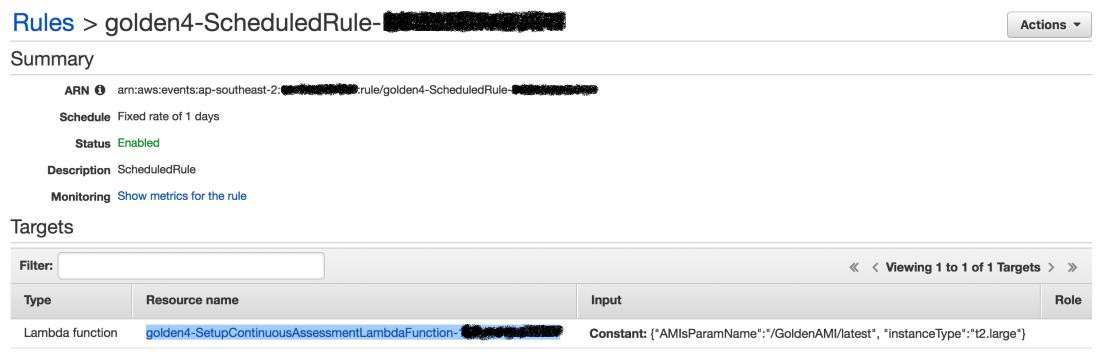 Rules > golden4-ScheduledRule-
Actions
Summary
ARN arn:aws:events:ap-southeast-2: :rule/golden4-ScheduledRule-
Schedule Fixed rate of 1 days
Status Enabled
Description ScheduledRule
Monitoring Show metrics for the rule
Targets
Filter: « < Viewing 1 to 1 of 1 Targets > »
Type Resource name Input Role
Lambda function golden4-SetupContinuousAssessmentLambdaFunction- Constant: {"AMIsParamName":"/GoldenAMI/latest", "instanceType":"t2.large"}